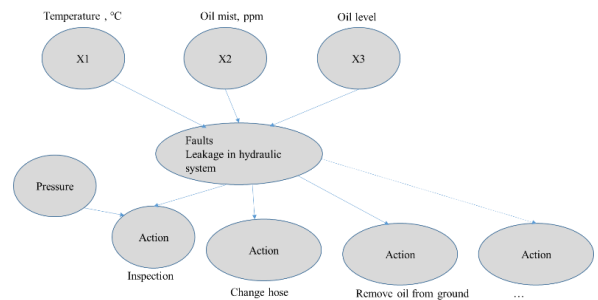 Temperature , °C
Oil mist, ppm
Oil level
X1
X2
X3
Faults
Leakage in hydraulic
system
Pressure
Action
Action
Action
Action
Inspection
Change hose
Remove oil from ground
...